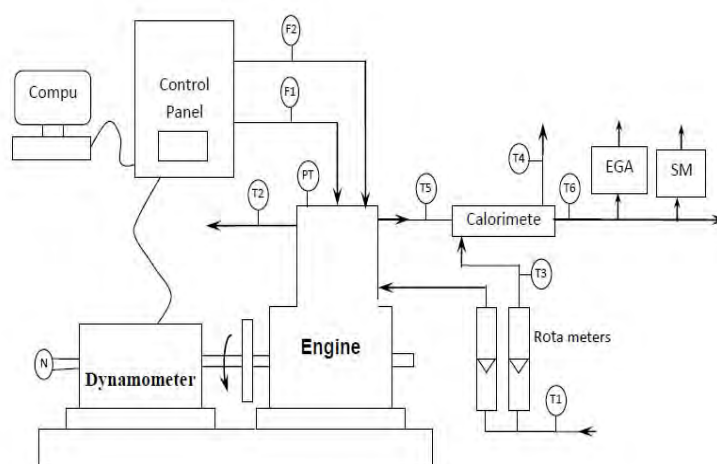 F2
Compu
Control
Panel
F1
T4
EGA
SM
T2
PT
T5
T6
Calorimete
T3
Rota meters
Engine
N
Dynamometer
T1